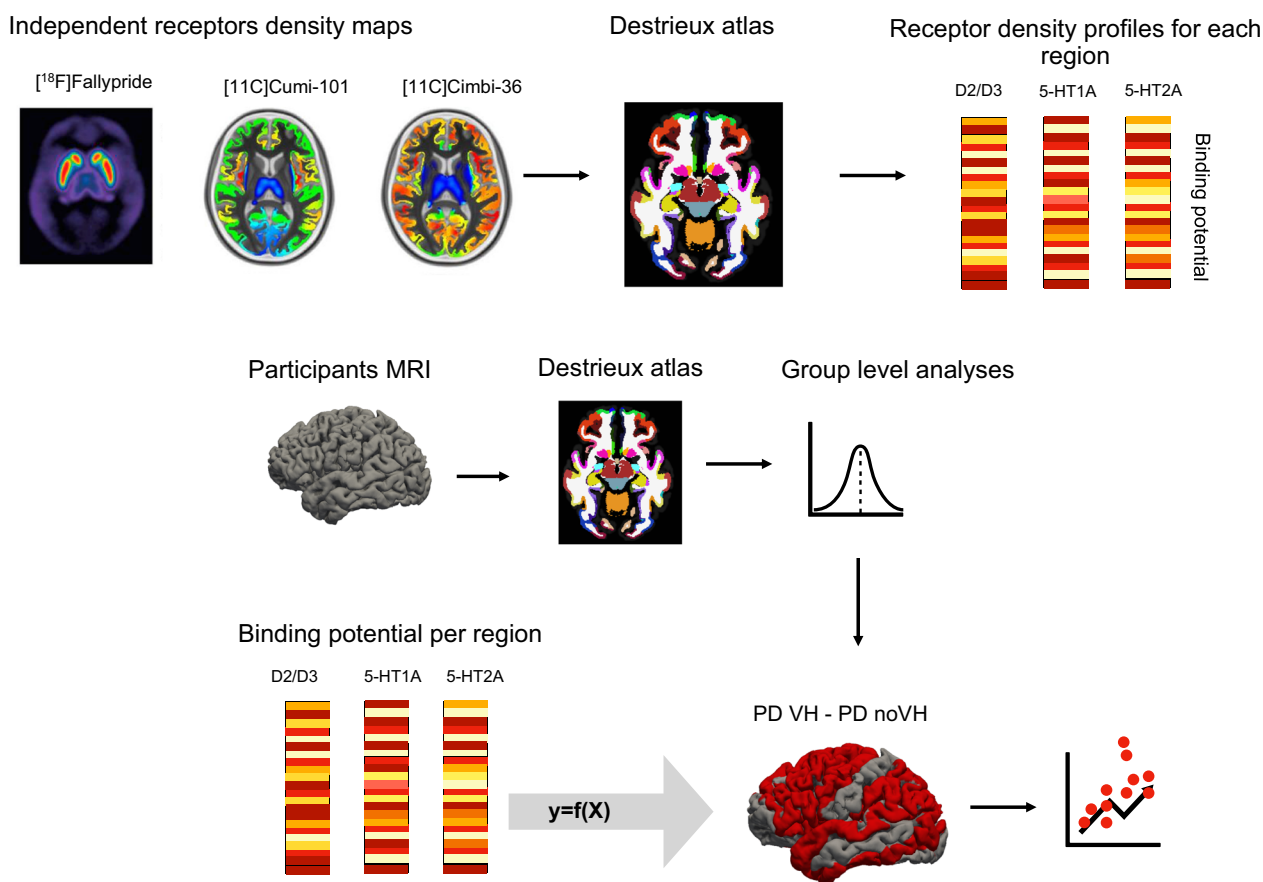 Independent receptors density maps
Destrieux atlas
Receptor density profiles for each
region
[¹⁸F]Fallypride
[11C]Cumi-101
[11C]Cimbi-36
D2/D3
5-HT1A
5-HT2A
Binding potential
Participants MRI
Destrieux atlas
Group level analyses
Binding potential per region
D2/D3
5-HT1A
5-HT2A
PD VH - PD noVH
y=f(X)